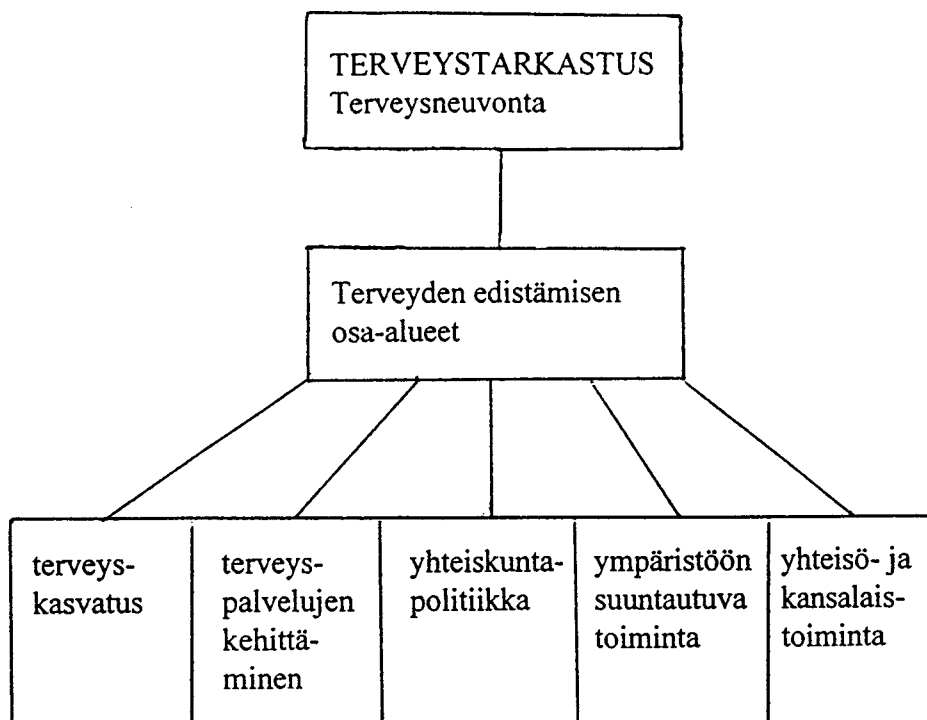 TERVEYSTARKASTUS
Terveysneuvonta
Terveyden edistämisen
osa-alueet
terveys-
kasvatus
terveys-
palvelujen
kehittä-
minen
yhteiskunta-
politiikka
ympäristöön
suuntautuva
toiminta
yhteisö- ja
kansalais-
toiminta